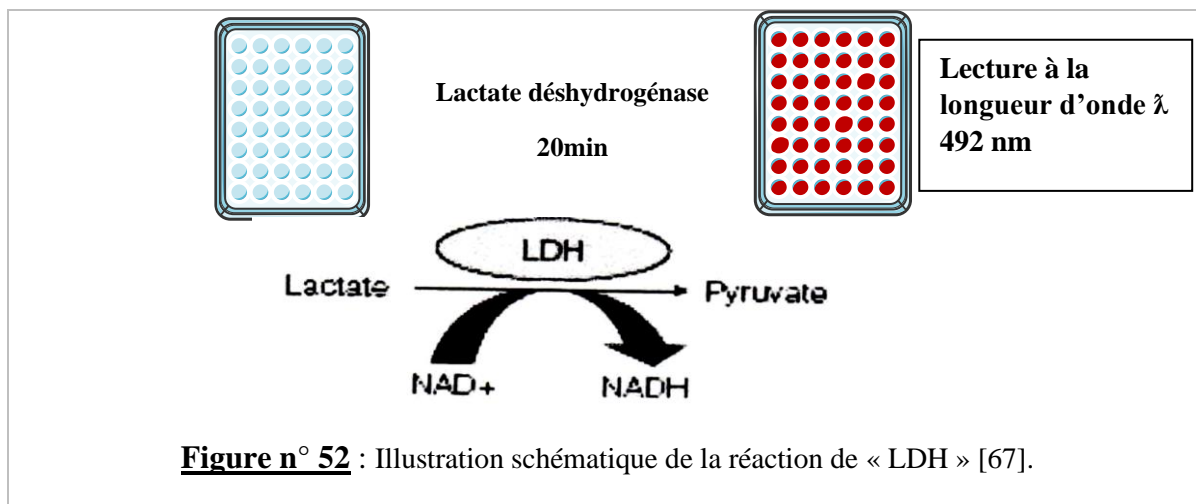 Lactate déshydrogénase
20min
Lecture à la
longueur d'onde λ̃
492 nm
LDH
Lactate
Pyruvate
NAD+
NADH
Figure n° 52 : Illustration schématique de la réaction de « LDH » [67].